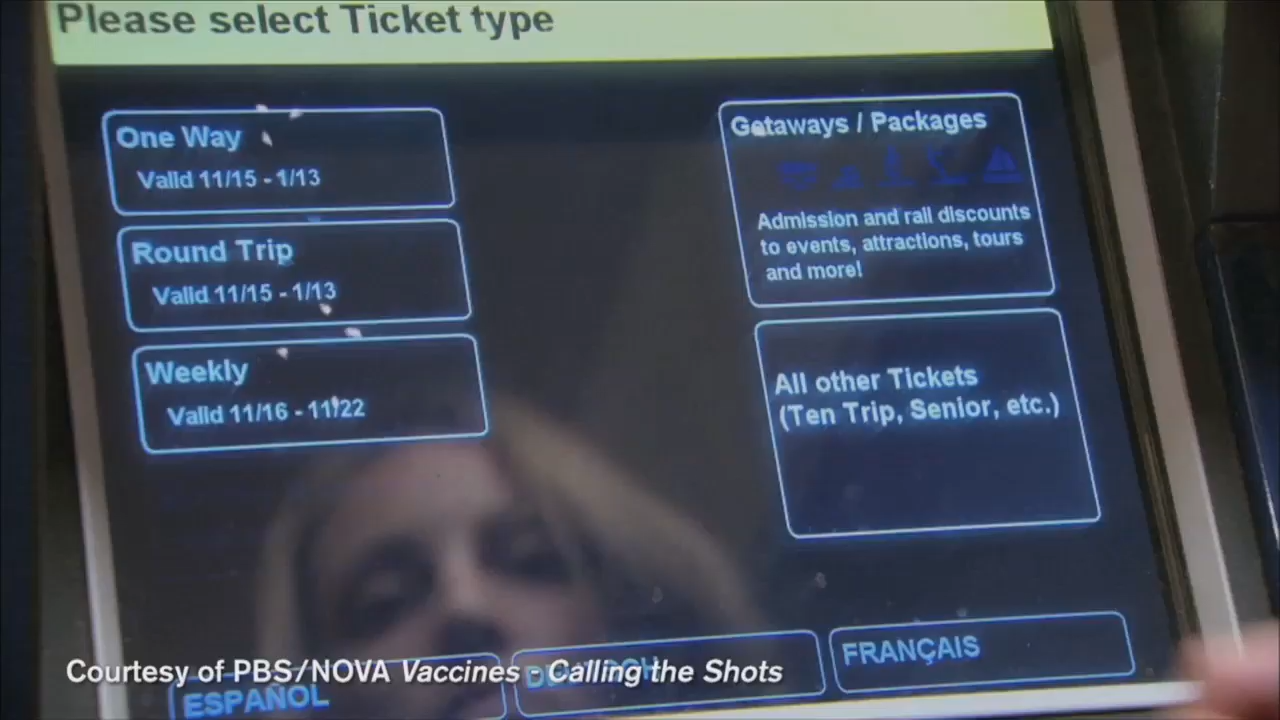 Please select Ticket type
One Way
Valid 11/15 - 1/13
Round Trip
Valid 11/15 - 1/13
Weekly
Valid 11/16 - 11/22
Getaways / Packages
Admission and rail discounts
to events, attractions, tours
and more!
All other Tickets
(Ten Trip, Senior, etc.)
ESPAÑOL
DEUTSCH
FRANÇAIS
Courtesy of PBS/NOVA Vaccines - Calling the Shots